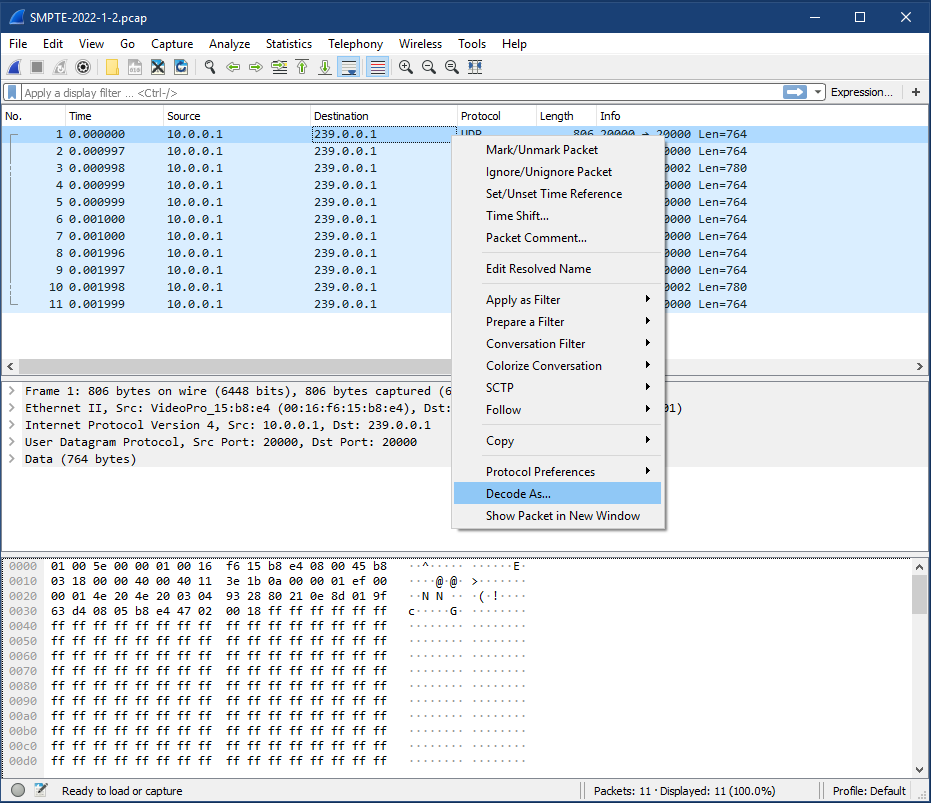 SMPTE-2022-1-2.pcap
File Edit View Go Capture Analyze Statistics Telephony Wireless Tools Help
Apply a display filter ... <Ctrl-/> Expression... +
No. Time Source Destination Protocol Length Info
1 0.000000 10.0.0.1 239.0.0.1 UDP 806 20000 → 20000 Len=764
2 0.000997 10.0.0.1 239.0.0.1 0000 Len=764
3 0.000998 10.0.0.1 239.0.0.1 0002 Len=780
4 0.000999 10.0.0.1 239.0.0.1 0000 Len=764
5 0.000999 10.0.0.1 239.0.0.1 0000 Len=764
6 0.001000 10.0.0.1 239.0.0.1 0000 Len=764
7 0.001000 10.0.0.1 239.0.0.1 0000 Len=764
8 0.001996 10.0.0.1 239.0.0.1 0000 Len=764
9 0.001997 10.0.0.1 239.0.0.1 0000 Len=764
10 0.001998 10.0.0.1 239.0.0.1 0002 Len=780
11 0.001999 10.0.0.1 239.0.0.1 0000 Len=764
Mark/Unmark Packet
Ignore/Unignore Packet
Set/Unset Time Reference
Time Shift...
Packet Comment...
Edit Resolved Name
Apply as Filter
Prepare a Filter
Conversation Filter
Colorize Conversation
SCTP
Follow
Copy
Protocol Preferences
Decode As...
Show Packet in New Window
Frame 1: 806 bytes on wire (6448 bits), 806 bytes captured (6
Ethernet II, Src: VideoPro_15:b8:e4 (00:16:f6:15:b8:e4), Dst: 01)
Internet Protocol Version 4, Src: 10.0.0.1, Dst: 239.0.0.1
User Datagram Protocol, Src Port: 20000, Dst Port: 20000
Data (764 bytes)
0000 01 00 5e 00 00 01 00 16 f6 15 b8 e4 08 00 45 b8 ··^····· ······E·
0010 03 18 00 00 40 00 40 11 3e 1b 0a 00 00 01 ef 00 ····@·@· >·······
0020 00 01 4e 20 4e 20 03 04 93 28 80 21 0e 8d 01 9f ··N N ·· ·(·!····
0030 63 d4 08 05 b8 e4 47 02 00 18 ff ff ff ff ff ff c·····G· ········
0040 ff ff ff ff ff ff ff ff ff ff ff ff ff ff ff ff ········ ········
0050 ff ff ff ff ff ff ff ff ff ff ff ff ff ff ff ff ········ ········
0060 ff ff ff ff ff ff ff ff ff ff ff ff ff ff ff ff ········ ········
0070 ff ff ff ff ff ff ff ff ff ff ff ff ff ff ff ff ········ ········
0080 ff ff ff ff ff ff ff ff ff ff ff ff ff ff ff ff ········ ········
0090 ff ff ff ff ff ff ff ff ff ff ff ff ff ff ff ff ········ ········
00a0 ff ff ff ff ff ff ff ff ff ff ff ff ff ff ff ff ········ ········
00b0 ff ff ff ff ff ff ff ff ff ff ff ff ff ff ff ff ········ ········
00c0 ff ff ff ff ff ff ff ff ff ff ff ff ff ff ff ff ········ ········
00d0 ff ff ff ff ff ff ff ff ff ff ff ff ff ff ff ff ········ ········
Ready to load or capture Packets: 11 · Displayed: 11 (100.0%) Profile: Default